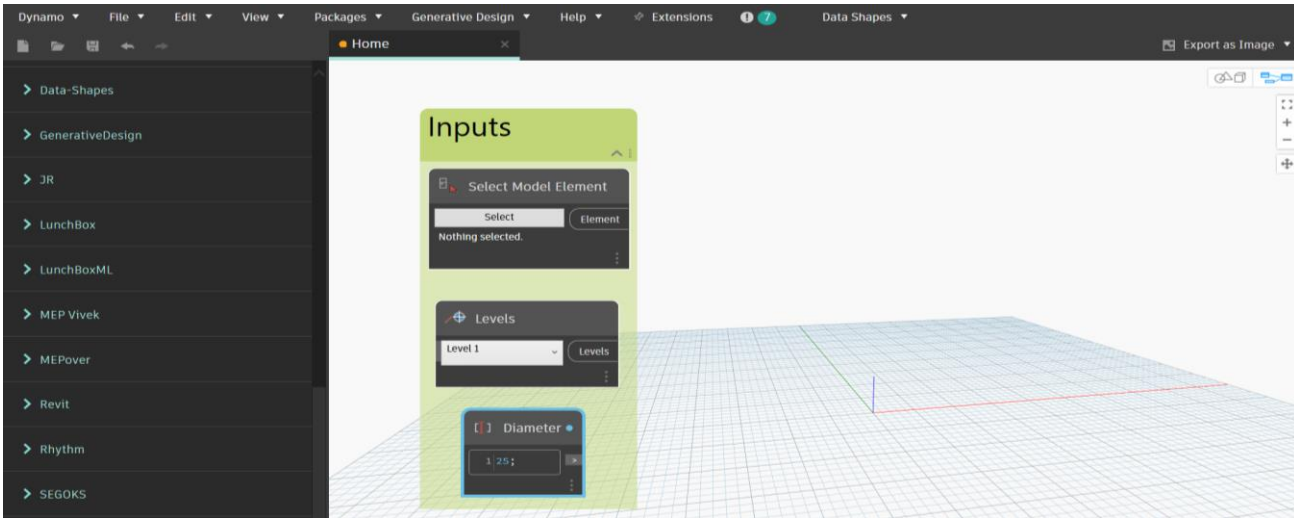 Dynamo File Edit View Packages Generative Design Help Extensions 7 Data Shapes
Home Export as Image
Data-Shapes
GenerativeDesign
JR
LunchBox
LunchBoxML
MEP Vivek
MEPover
Revit
Rhythm
SEGOKS
Inputs
Select Model Element
Select Element
Nothing selected.
Levels
Level 1 Levels
Diameter
1 25; >